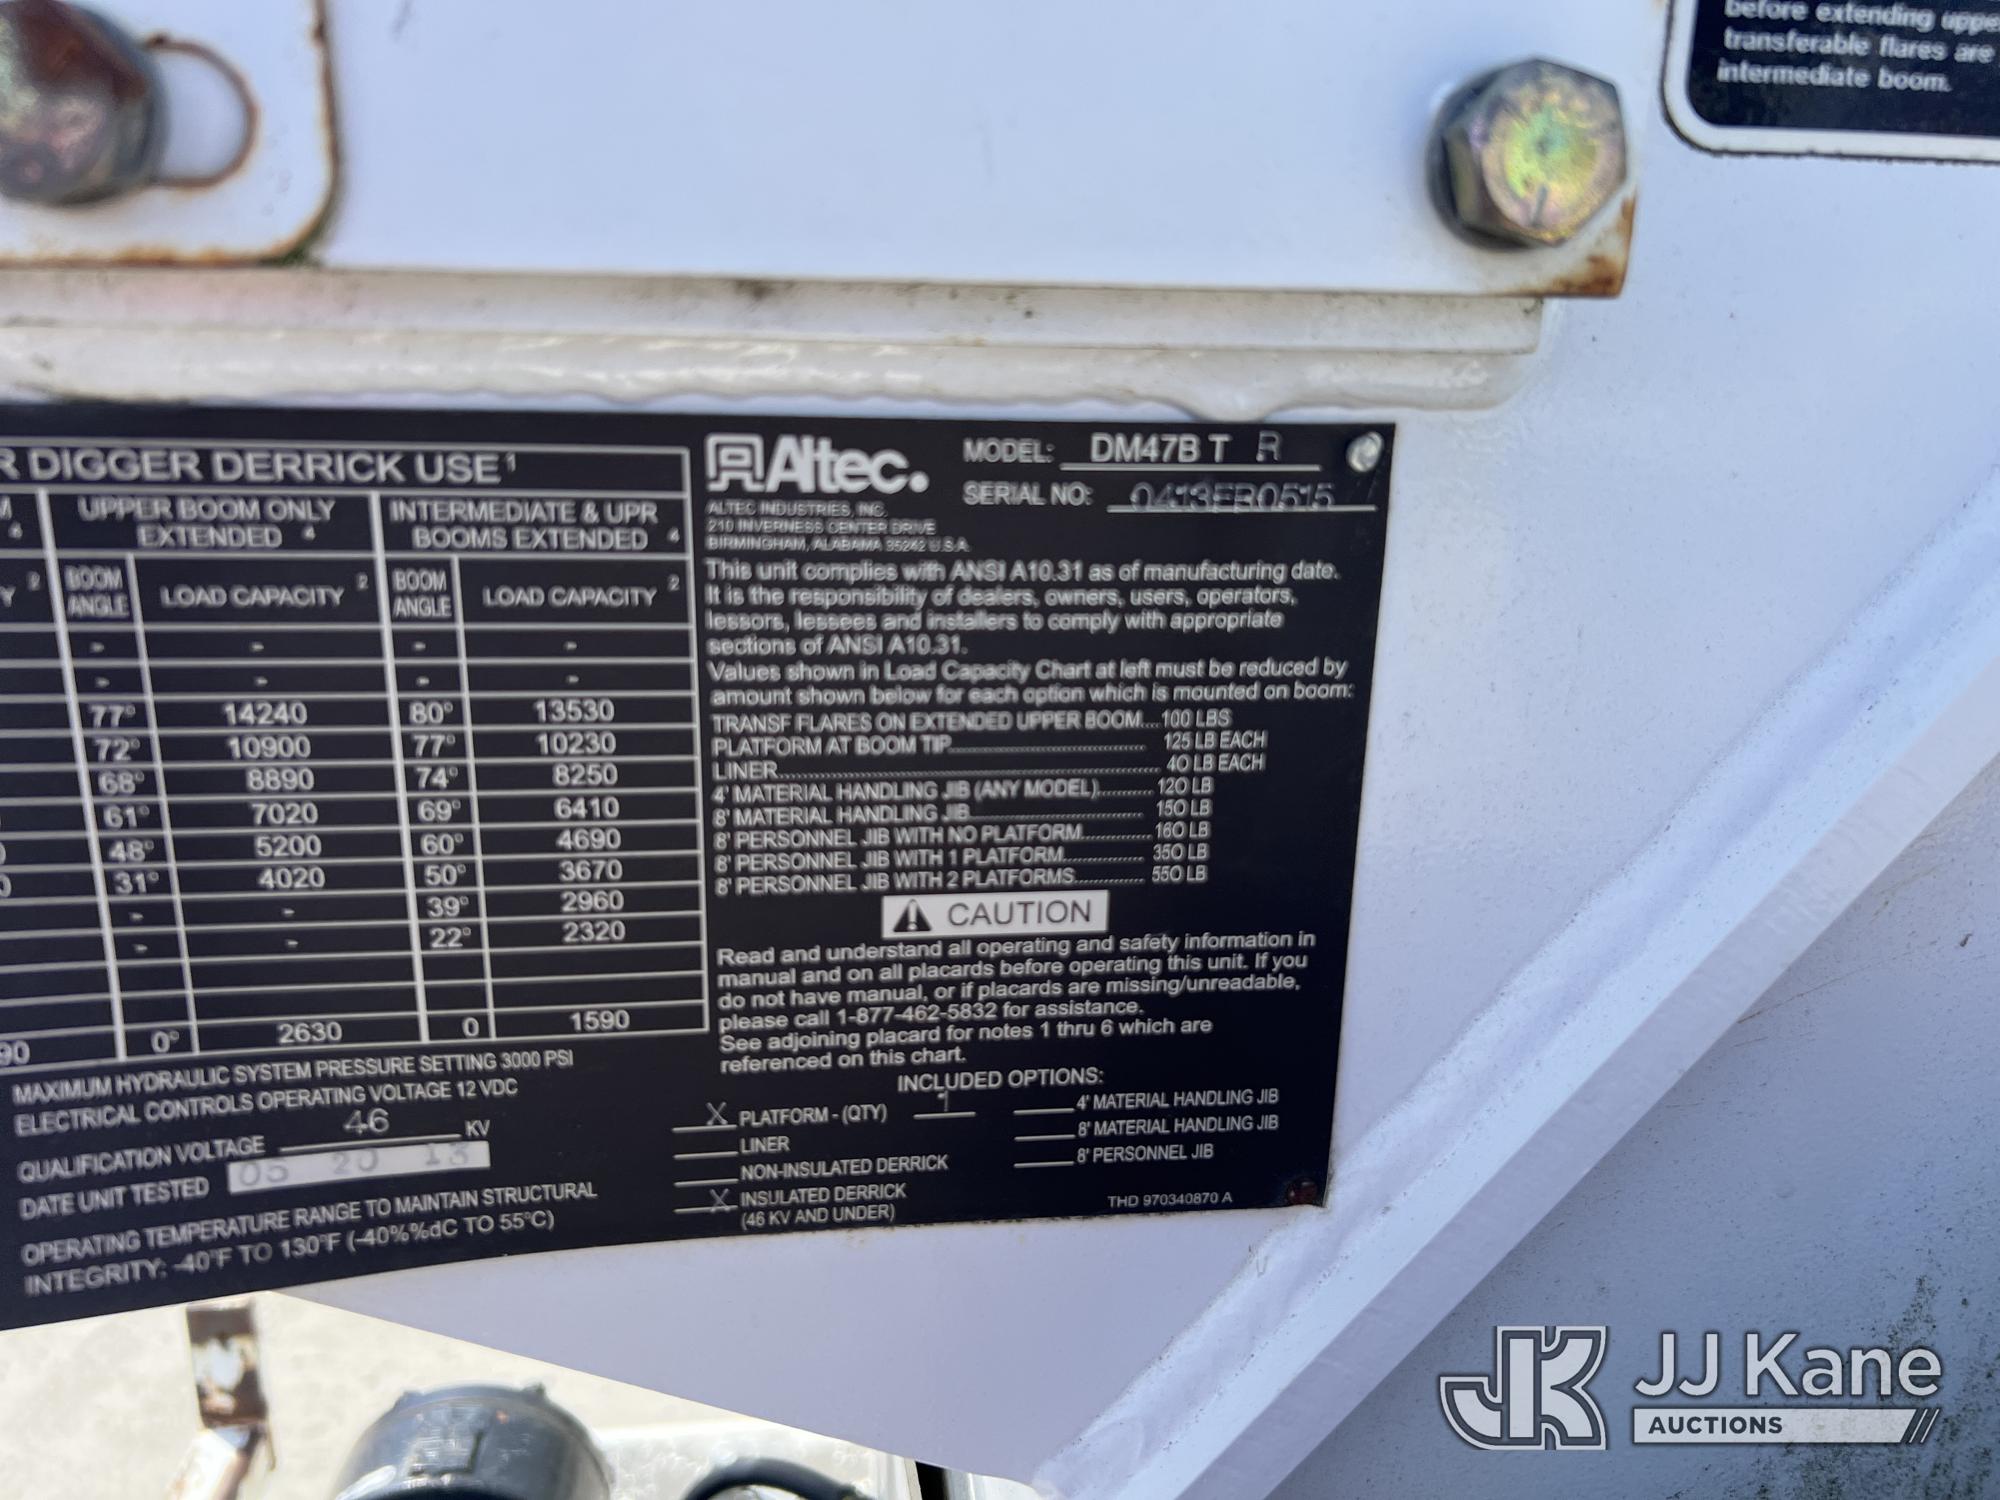 before extending
transferable flares are
intermediate boom.
R DIGGER DERRICK USE 1
UPPER BOOM ONLY EXTENDED 4
INTERMEDIATE & UPR BOOMS EXTENDED 4
BOOM ANGLE LOAD CAPACITY 2 BOOM ANGLE LOAD CAPACITY 2
- - - -
- - - -
77° 14240 80° 13530
72° 10900 77° 10230
68° 8890 74° 8250
61° 7020 69° 6410
48° 5200 60° 4690
31° 4020 50° 3670
- - 39° 2960
- - 22° 2320
90 0° 2630 0 1590
MAXIMUM HYDRAULIC SYSTEM PRESSURE SETTING 3000 PSI
ELECTRICAL CONTROLS OPERATING VOLTAGE 12 VDC
QUALIFICATION VOLTAGE 46 KV
DATE UNIT TESTED 05 20 13
OPERATING TEMPERATURE RANGE TO MAINTAIN STRUCTURAL
INTEGRITY: -40°F TO 130°F (-40%%dC TO 55°C)
Altec.
MODEL: DM47B T R
SERIAL NO: 0413FR0515
ALTEC INDUSTRIES, INC.
210 INVERNESS CENTER DRIVE
BIRMINGHAM, ALABAMA 35242 U.S.A.
This unit complies with ANSI A10.31 as of manufacturing date.
It is the responsibility of dealers, owners, users, operators,
lessors, lessees and installers to comply with appropriate
sections of ANSI A10.31.
Values shown in Load Capacity Chart at left must be reduced by
amount shown below for each option which is mounted on boom:
TRANSF FLARES ON EXTENDED UPPER BOOM....100 LBS
PLATFORM AT BOOM TIP.................... 125 LB EACH
LINER.................... 40 LB EACH
4' MATERIAL HANDLING JIB (ANY MODEL)........... 120 LB
8' MATERIAL HANDLING JIB.................... 150 LB
8' PERSONNEL JIB WITH NO PLATFORM.............. 160 LB
8' PERSONNEL JIB WITH 1 PLATFORM................ 350 LB
8' PERSONNEL JIB WITH 2 PLATFORMS.............. 550 LB
CAUTION
Read and understand all operating and safety information in
manual and on all placards before operating this unit. If you
do not have manual, or if placards are missing/unreadable,
please call 1-877-462-5832 for assistance.
See adjoining placard for notes 1 thru 6 which are
referenced on this chart.
INCLUDED OPTIONS:
X PLATFORM - (QTY) 1
LINER
NON-INSULATED DERRICK
X INSULATED DERRICK
(46 KV AND UNDER)
4' MATERIAL HANDLING JIB
8' MATERIAL HANDLING JIB
8' PERSONNEL JIB
THD 970340870 A
JK JJ Kane
AUCTIONS